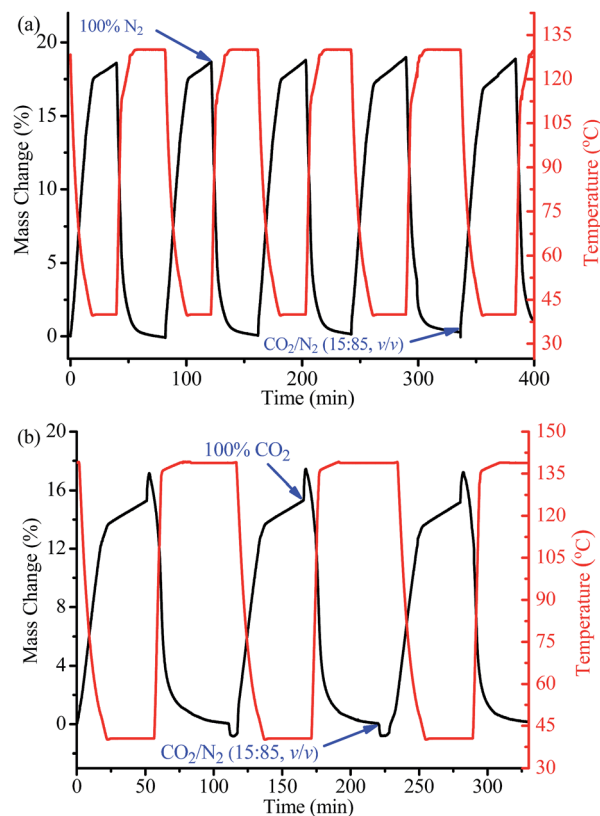 (a)
100% N2
20
15
10
5
0
Mass Change (%)
135
120
105
90
75
60
45
30
Temperature (°C)
CO2/N2 (15:85, v/v)
0 100 200 300 400
Time (min)
(b)
100% CO2
20
16
12
8
4
0
Mass Change (%)
150
135
120
105
90
75
60
45
30
Temperature (°C)
CO2/N2 (15:85, v/v)
0 50 100 150 200 250 300
Time (min)